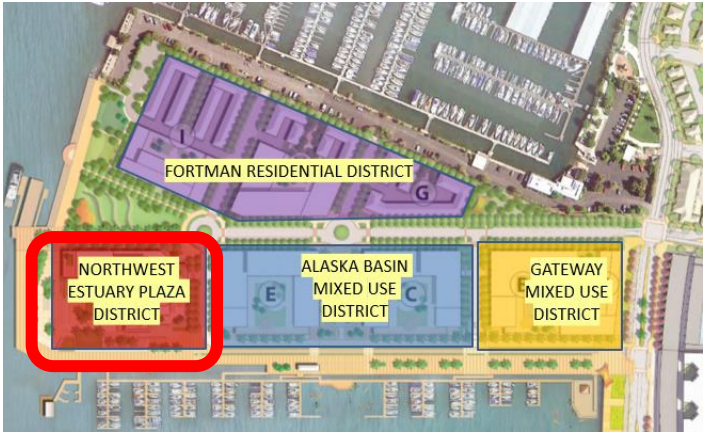 I
FORTMAN RESIDENTIAL DISTRICT
G
NORTHWEST
ESTUARY PLAZA
DISTRICT
ALASKA BASIN
MIXED USE
DISTRICT
E
C
GATEWAY
MIXED USE
DISTRICT